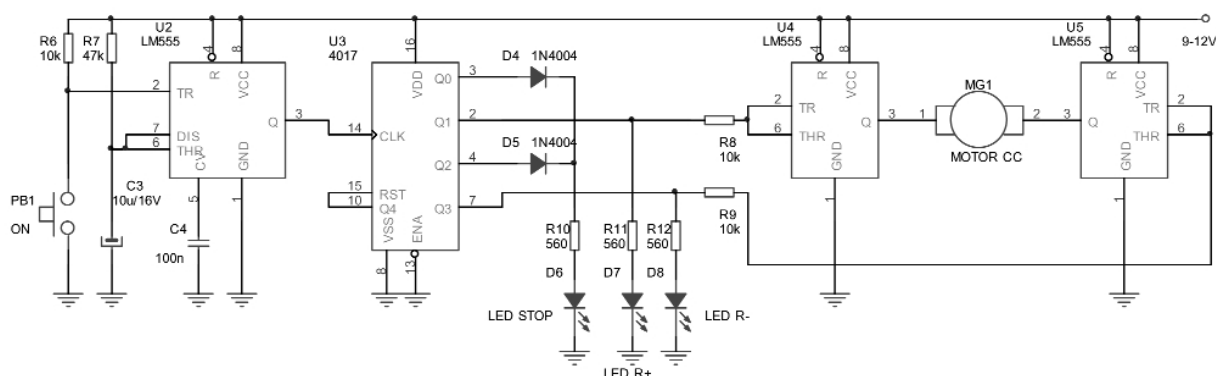 R6
10k
R7
47k
U2
LM555
4
8
R
VCC
2
TR
7
DIS
6
THR
CV
GND
Q
3
5
1
C3
10u/16V
PB1
ON
C4
100n
U3
4017
16
VDD
14
CLK
15
RST
10
Q4
VSS
ENA
8
13
Q0
3
Q1
2
Q2
4
Q3
7
D4 1N4004
D5 1N4004
R10
560
R11
560
R12
560
D6
D7
D8
LED STOP
LED R+
LED R-
R8
10k
R9
10k
U4
LM555
4
8
R
VCC
2
TR
6
THR
Q
3
GND
1
MG1
1
2
MOTOR CC
U5
LM555
4
8
R
VCC
3
Q
TR
2
THR
6
GND
1
9-12V